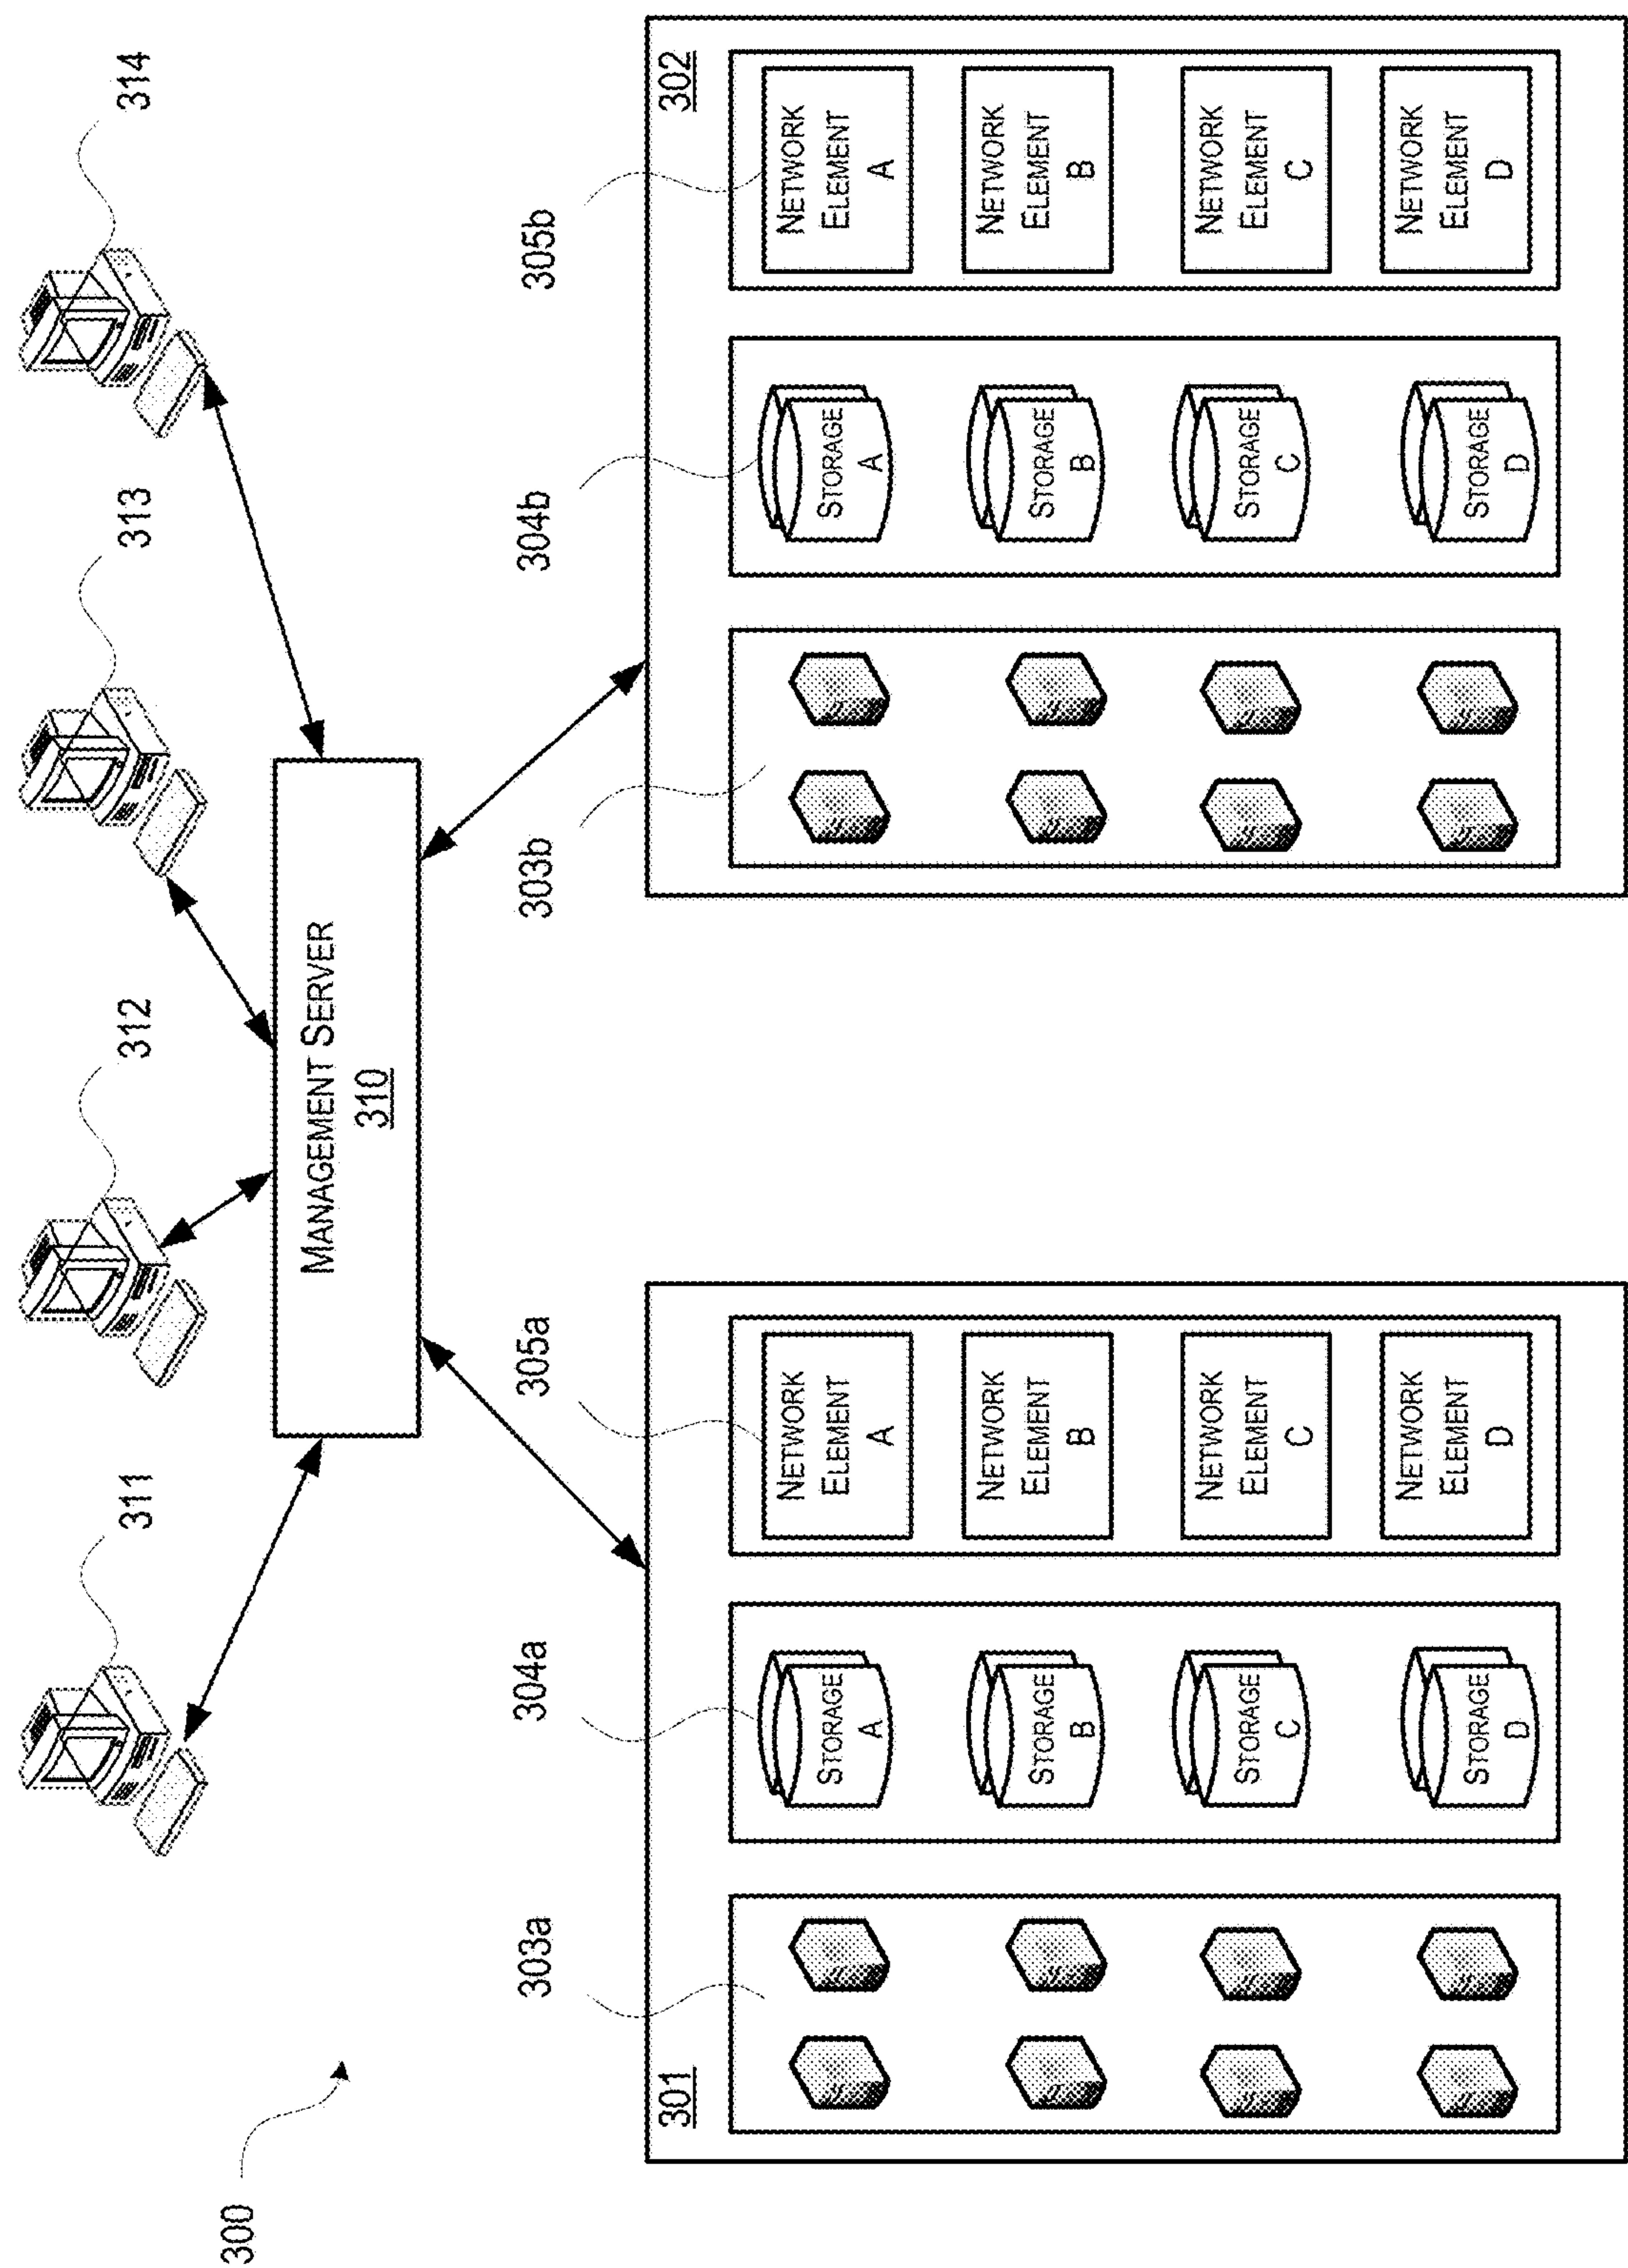 311
312
313
314
MANAGEMENT SERVER
310
300
303a
304a
305a
303b
304b
305b
301
STORAGE
A
STORAGE
B
STORAGE
C
STORAGE
D
NETWORK
ELEMENT
A
NETWORK
ELEMENT
B
NETWORK
ELEMENT
C
NETWORK
ELEMENT
D
302
STORAGE
A
STORAGE
B
STORAGE
C
STORAGE
D
NETWORK
ELEMENT
A
NETWORK
ELEMENT
B
NETWORK
ELEMENT
C
NETWORK
ELEMENT
D